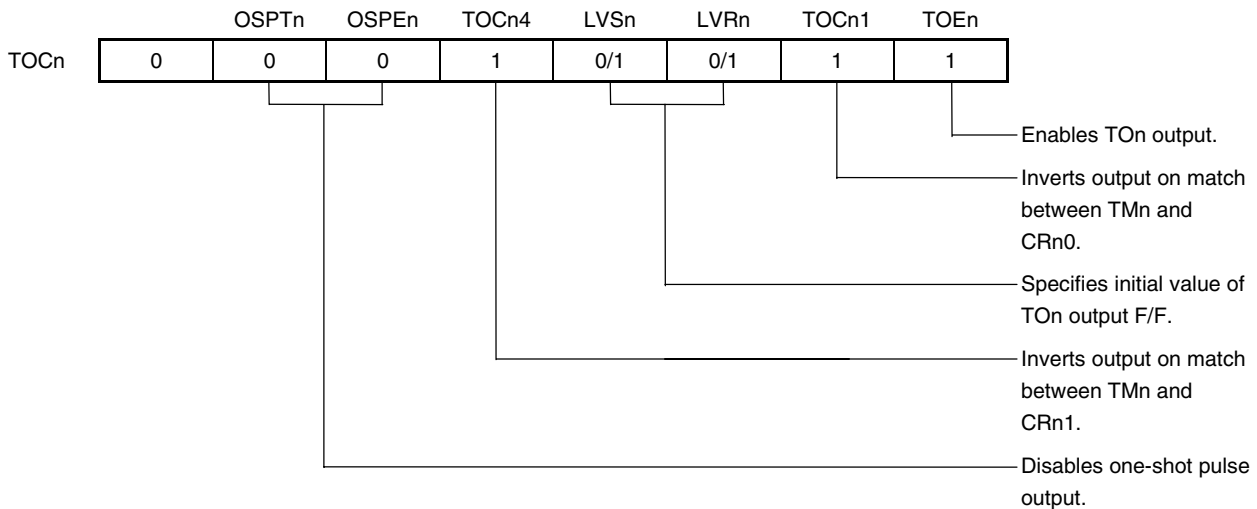 OSPTn OSPEn TOCn4 LVSn LVRn TOCn1 TOEn
TOCn 0 0 0 1 0/1 0/1 1 1
Enables TOn output.
Inverts output on match
between TMn and
CRn0.
Specifies initial value of
TOn output F/F.
Inverts output on match
between TMn and
CRn1.
Disables one-shot pulse
output.